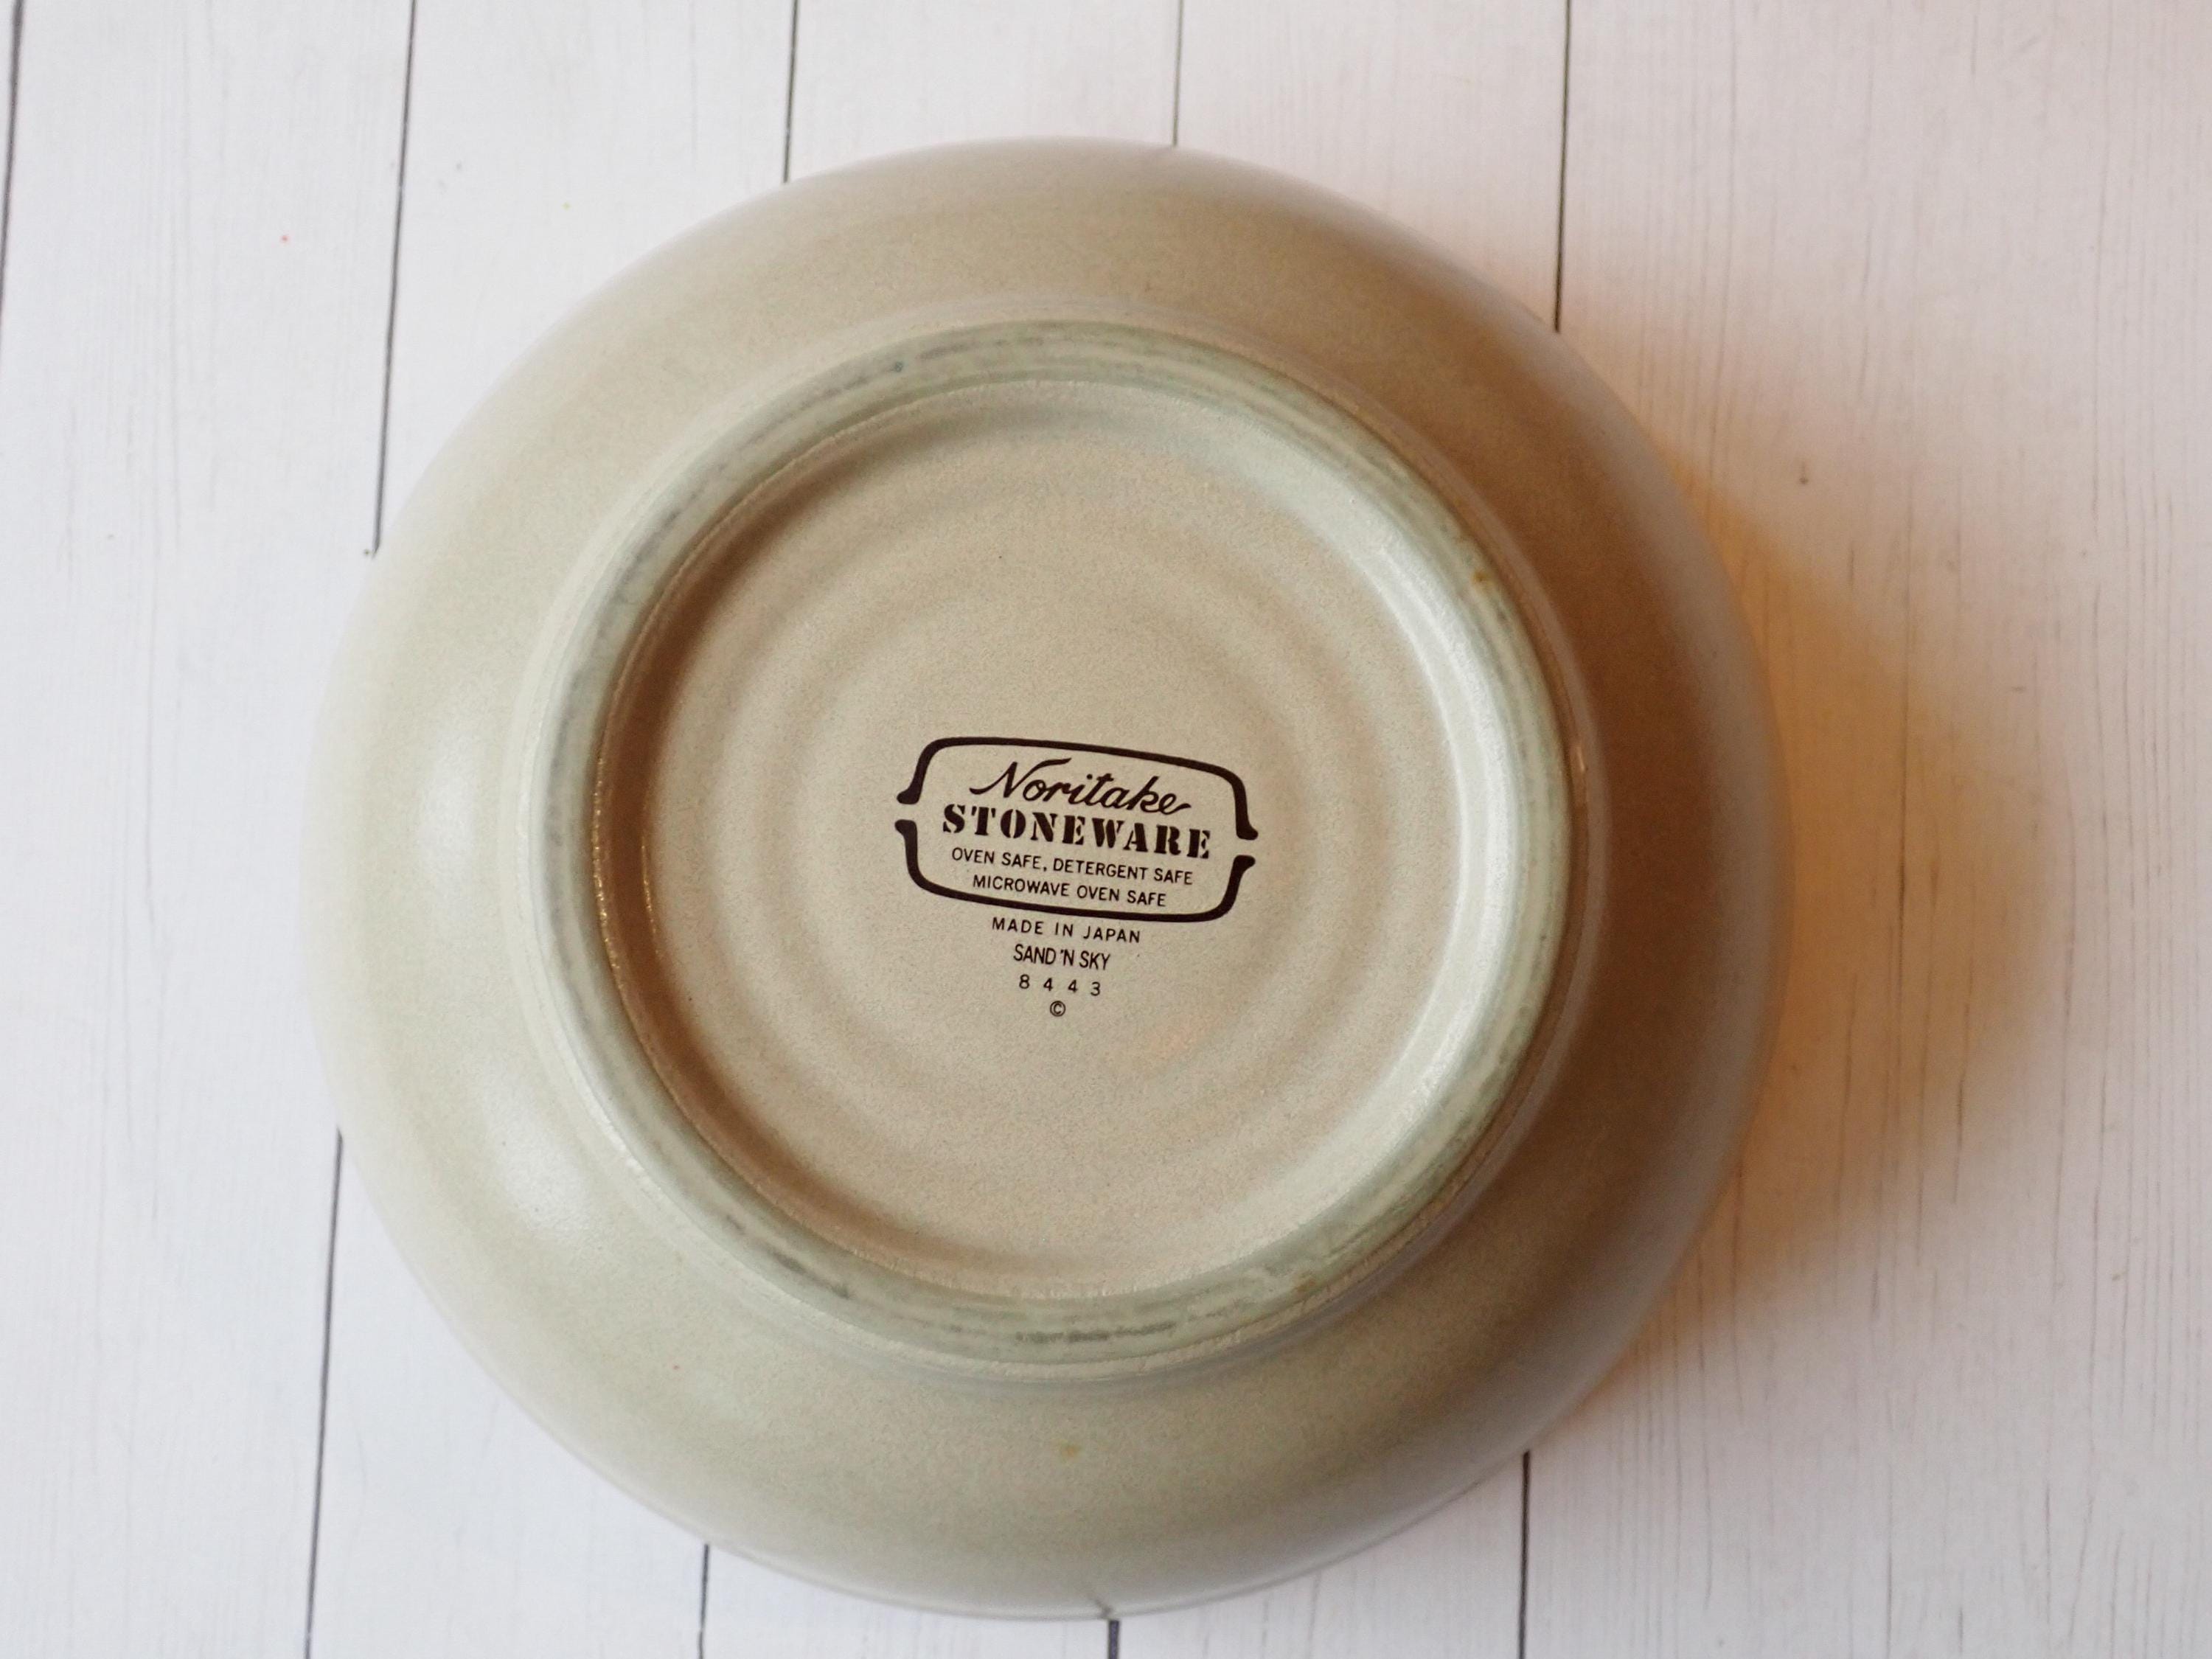 Noritake
STONEWARE
OVEN SAFE, DETERGENT SAFE
MICROWAVE OVEN SAFE
MADE IN JAPAN
SAND 'N SKY
8443
©